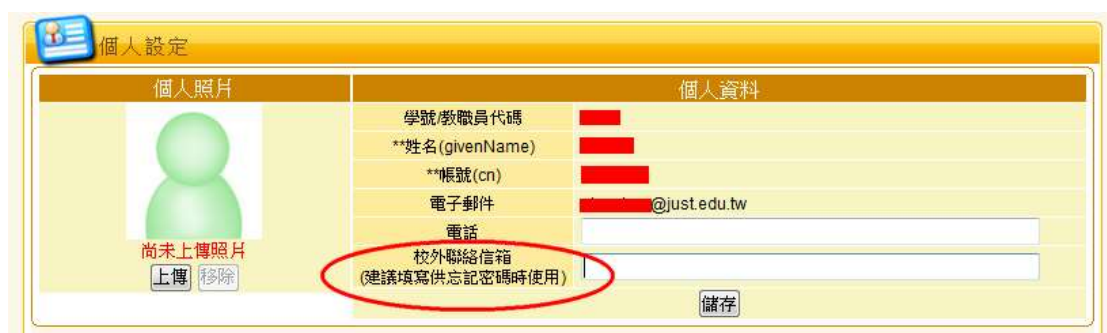 個人設定
個人照片
個人資料
尚未上傳照片
上傳 移除
學號/教職員代碼
**姓名(givenName)
**帳號(cn)
電子郵件 @just.edu.tw
電話
校外聯絡信箱
(建議填寫供忘記密碼時使用)
儲存